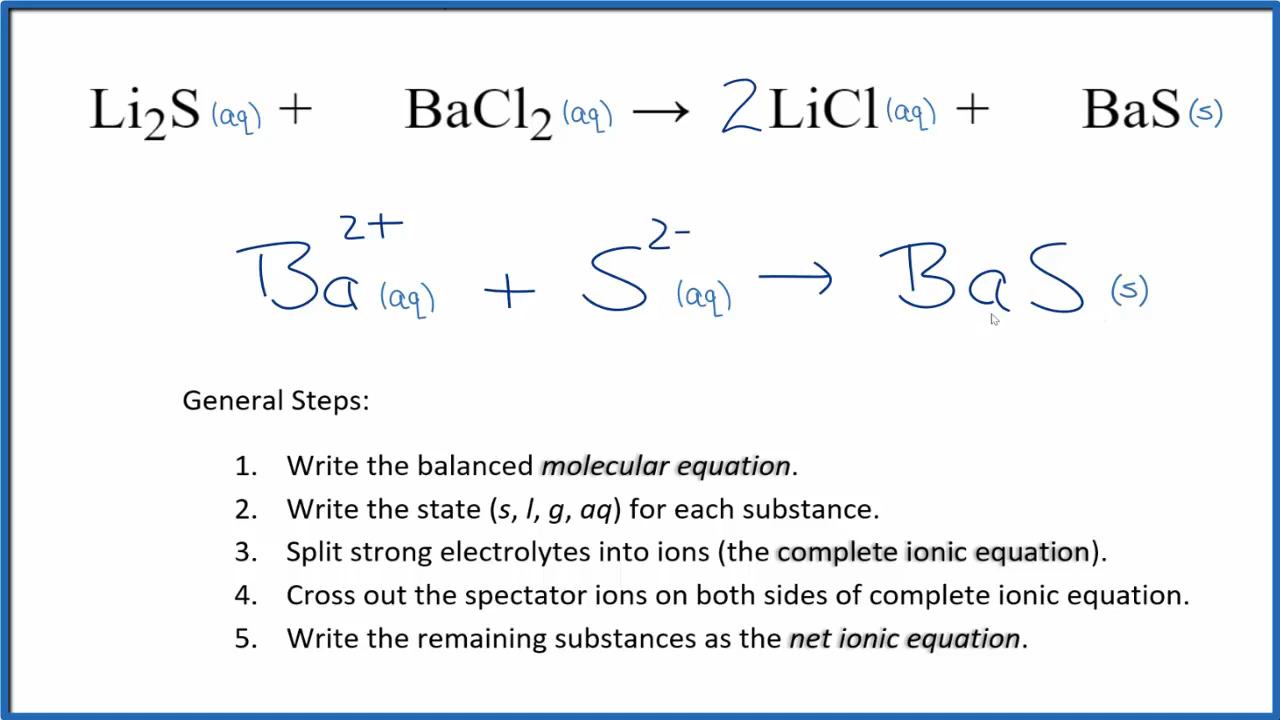 Li₂S (aq) + BaCl₂ (aq) → 2 LiCl (aq) + BaS (s)
Ba²⁺ (aq) + S²⁻ (aq) → BaS (s)
General Steps:
1. Write the balanced molecular equation.
2. Write the state (s, l, g, aq) for each substance.
3. Split strong electrolytes into ions (the complete ionic equation).
4. Cross out the spectator ions on both sides of complete ionic equation.
5. Write the remaining substances as the net ionic equation.